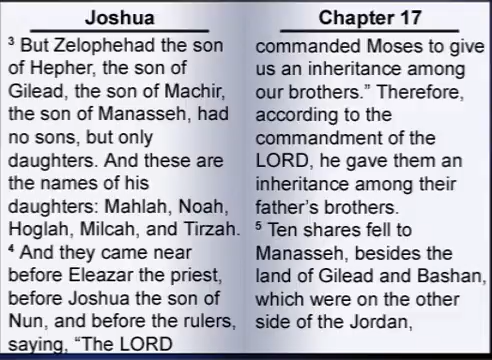 Joshua
³ But Zelophehad the son
of Hepher, the son of
Gilead, the son of Machir,
the son of Manasseh, had
no sons, but only
daughters. And these are
the names of his
daughters: Mahlah, Noah,
Hoglah, Milcah, and Tirzah.
⁴ And they came near
before Eleazar the priest,
before Joshua the son of
Nun, and before the rulers,
saying, “The LORD
Chapter 17
commanded Moses to give
us an inheritance among
our brothers.” Therefore,
according to the
commandment of the
LORD, he gave them an
inheritance among their
father’s brothers.
⁵ Ten shares fell to
Manasseh, besides the
land of Gilead and Bashan,
which were on the other
side of the Jordan,